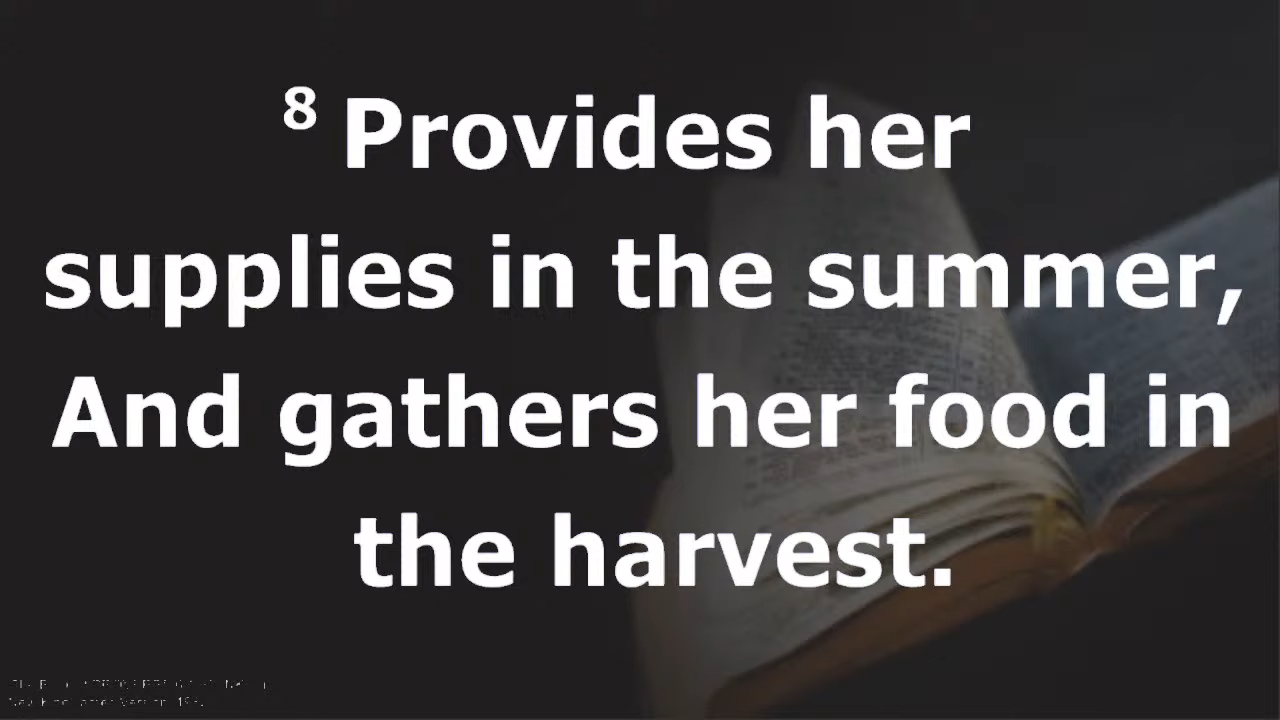 8 Provides her
supplies in the summer,
And gathers her food in
the harvest.